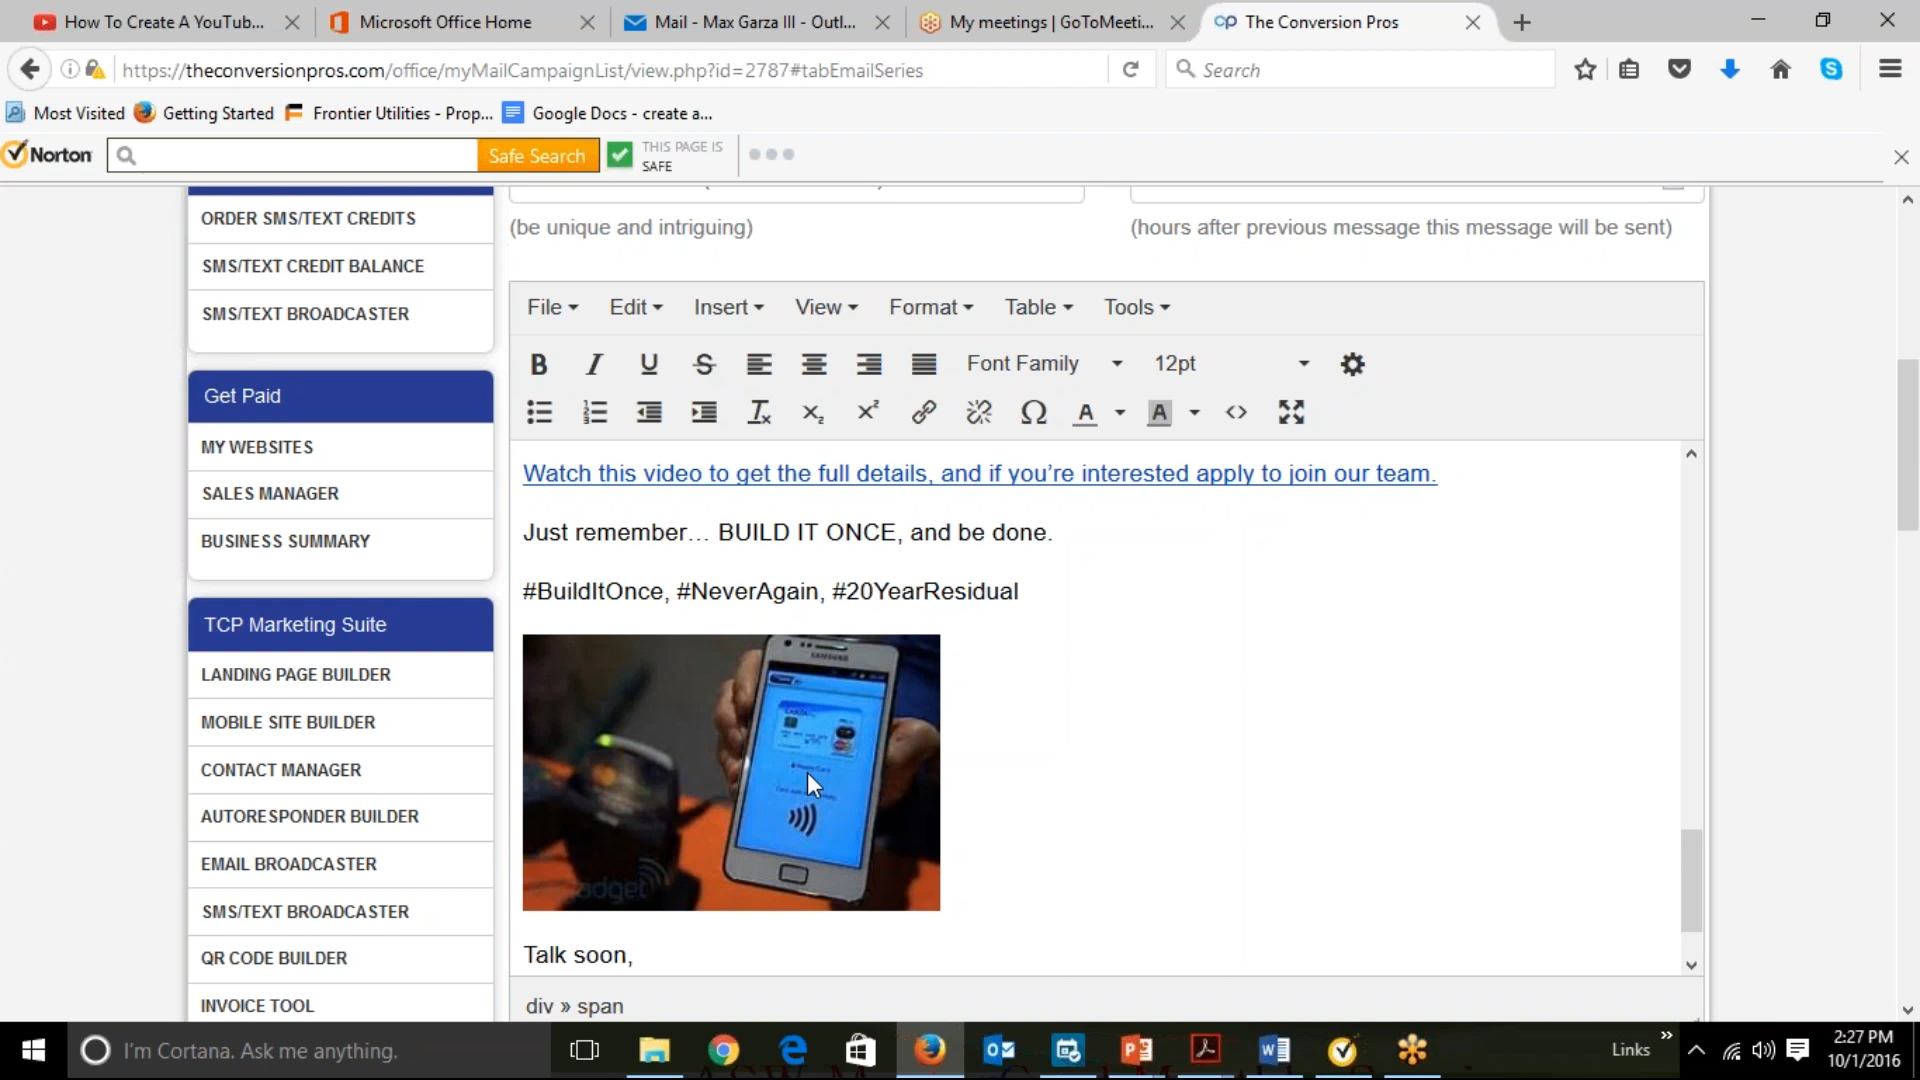 How To Create A YouTub...
Microsoft Office Home
Mail - Max Garza III - Outl...
My meetings | GoToMeeti...
The Conversion Pros
https://theconversionpros.com/office/myMailCampaignList/view.php?id=2787#tabEmailSeries
Search
Most Visited
Getting Started
Frontier Utilities - Prop...
Google Docs - create a...
Norton
Safe Search
THIS PAGE IS
SAFE
ORDER SMS/TEXT CREDITS
SMS/TEXT CREDIT BALANCE
SMS/TEXT BROADCASTER
Get Paid
MY WEBSITES
SALES MANAGER
BUSINESS SUMMARY
TCP Marketing Suite
LANDING PAGE BUILDER
MOBILE SITE BUILDER
CONTACT MANAGER
AUTORESPONDER BUILDER
EMAIL BROADCASTER
SMS/TEXT BROADCASTER
QR CODE BUILDER
INVOICE TOOL
(be unique and intriguing)
(hours after previous message this message will be sent)
File
Edit
Insert
View
Format
Table
Tools
Font Family
12pt
Watch this video to get the full details, and if you’re interested apply to join our team.
Just remember… BUILD IT ONCE, and be done.
#BuildItOnce, #NeverAgain, #20YearResidual
SAMSUNG
Talk soon,
div » span
I'm Cortana. Ask me anything.
Links
2:27 PM
10/1/2016